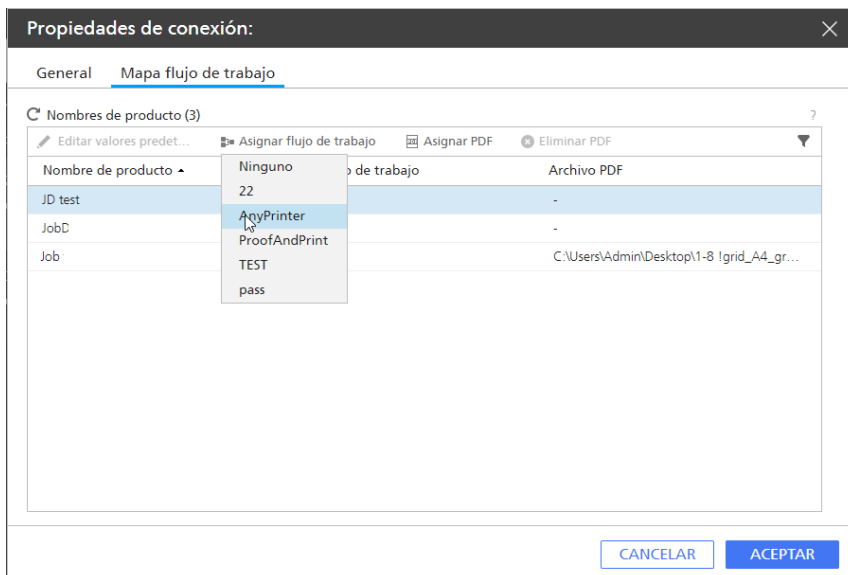 Propiedades de conexión:
General Mapa flujo de trabajo
Nombres de producto (3) ?
Editar valores predet... Asignar flujo de trabajo Asignar PDF Eliminar PDF
Nombre de producto o de trabajo Archivo PDF
JD test -
JobD -
Job C:\Users\Admin\Desktop\1-8 !grid_A4_gr...
Ninguno
22
AnyPrinter
ProofAndPrint
TEST
pass
CANCELAR ACEPTAR